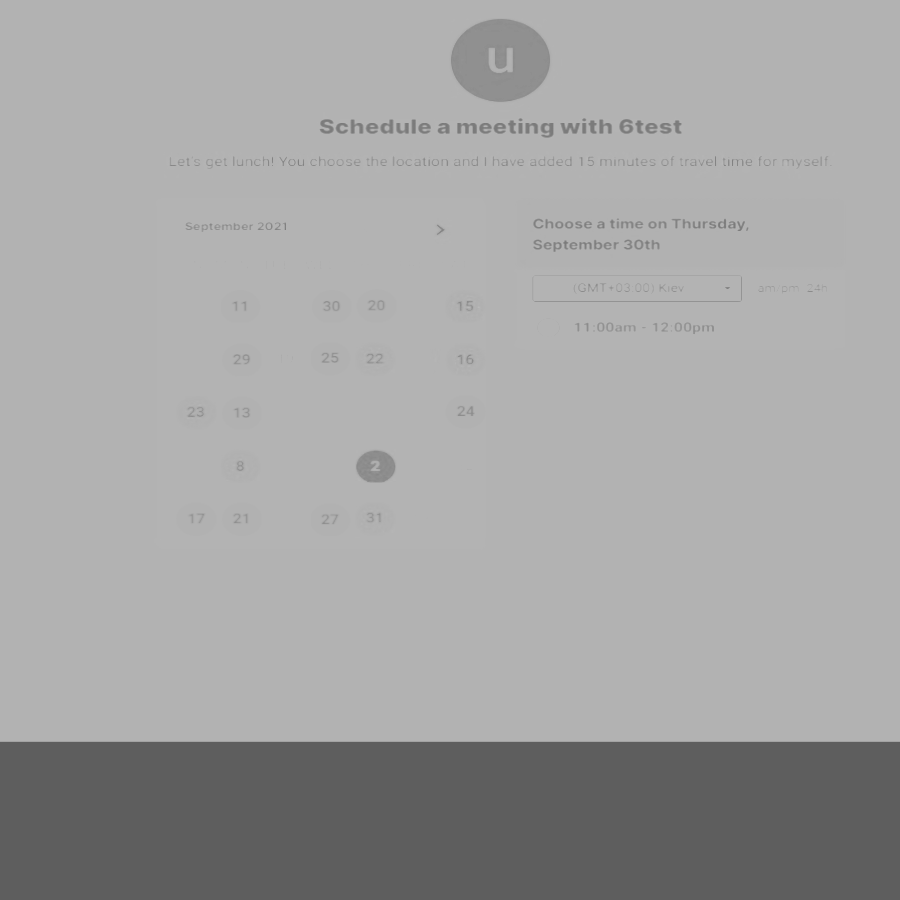 u
Schedule a meeting with 6test
Let's get lunch! You choose the location and I have added 15 minutes of travel time for myself.
September 2021 >
11 30 20 15
29 25 22 16
23 13 24
8 2
17 21 27 31
Choose a time on Thursday,
September 30th
(GMT+03:00) Kiev am/pm 24h
11:00am - 12:00pm